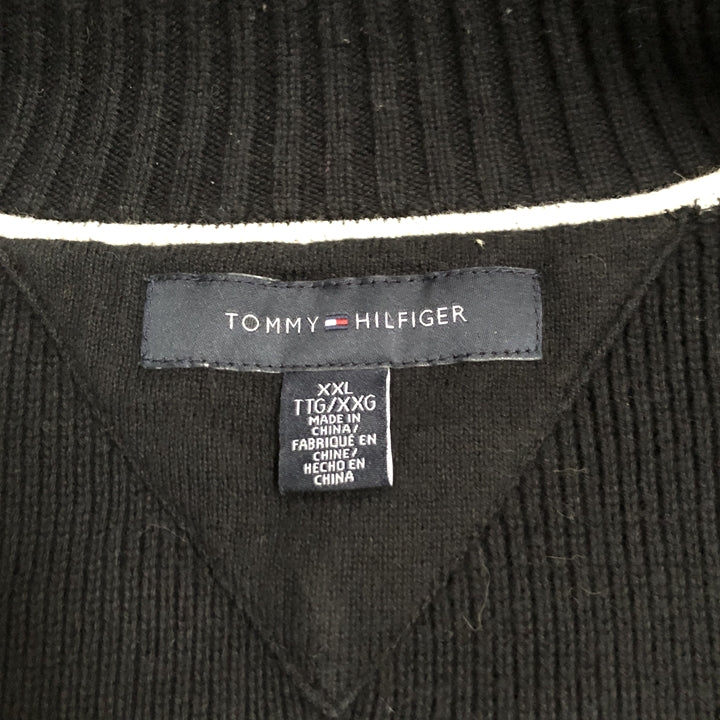 TOMMY HILFIGER
XXL
TTG/XXG
MADE IN
CHINA/
FABRIQUÉ EN
CHINE/
HECHO EN
CHINA